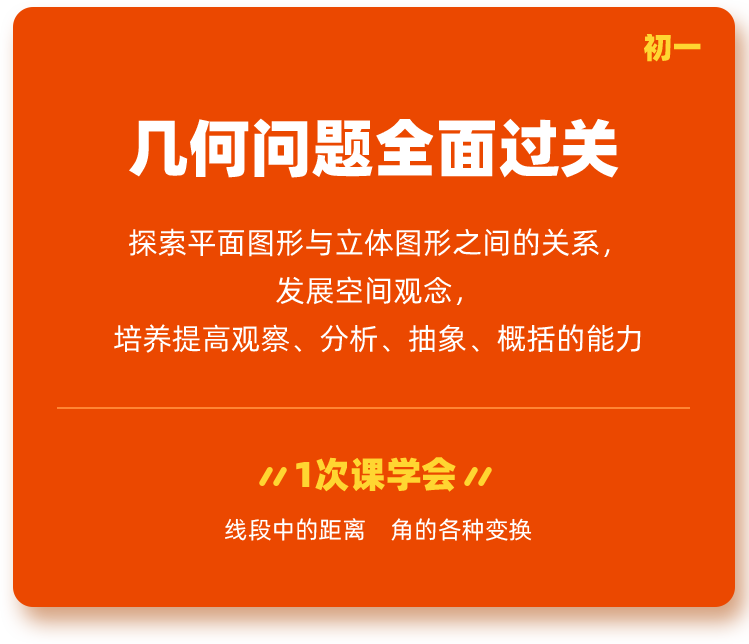 初一
几何问题全面过关
探索平面图形与立体图形之间的关系，
发展空间观念，
培养提高观察、分析、抽象、概括的能力
1次课学会
线段中的距离 角的各种变换